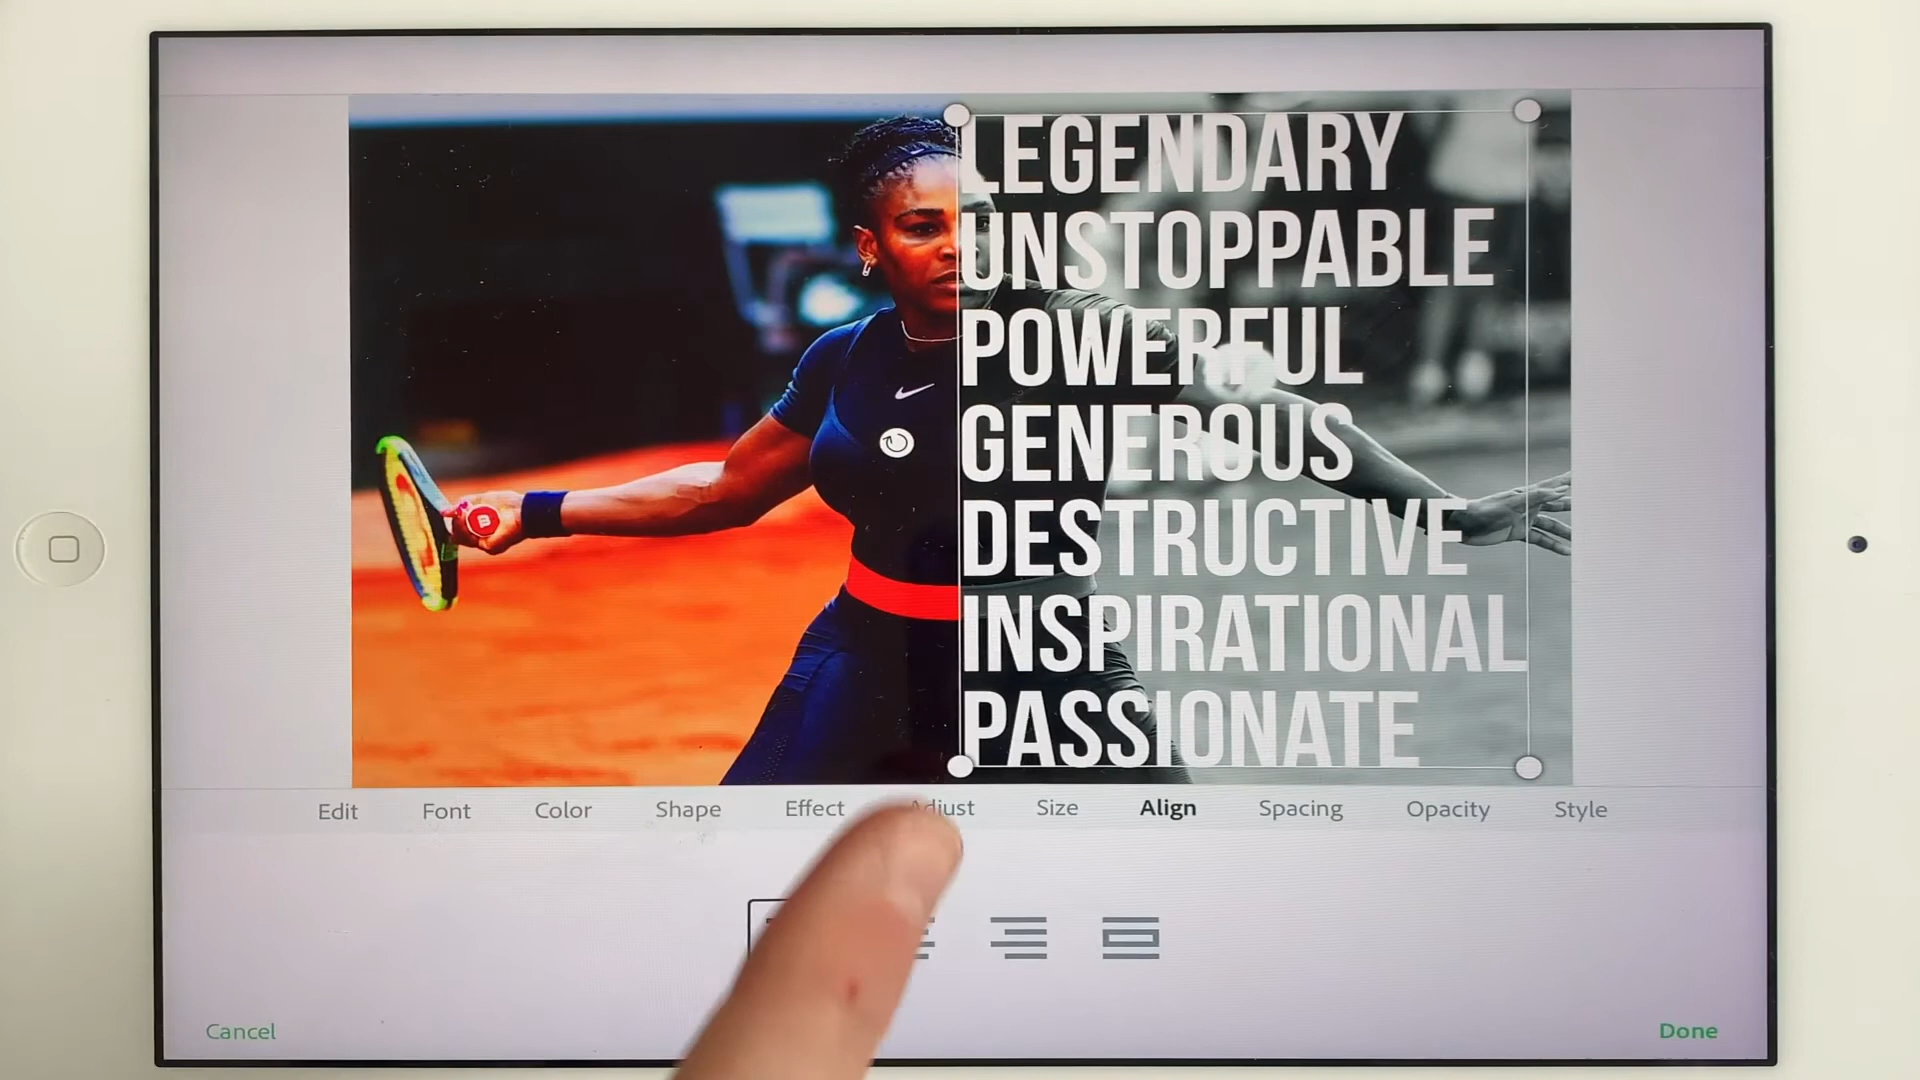 LEGENDARY
UNSTOPPABLE
POWERFUL
GENEROUS
DESTRUCTIVE
INSPIRATIONAL
PASSIONATE
Edit Font Color Shape Effect Adjust Size Align Spacing Opacity Style
Cancel Done